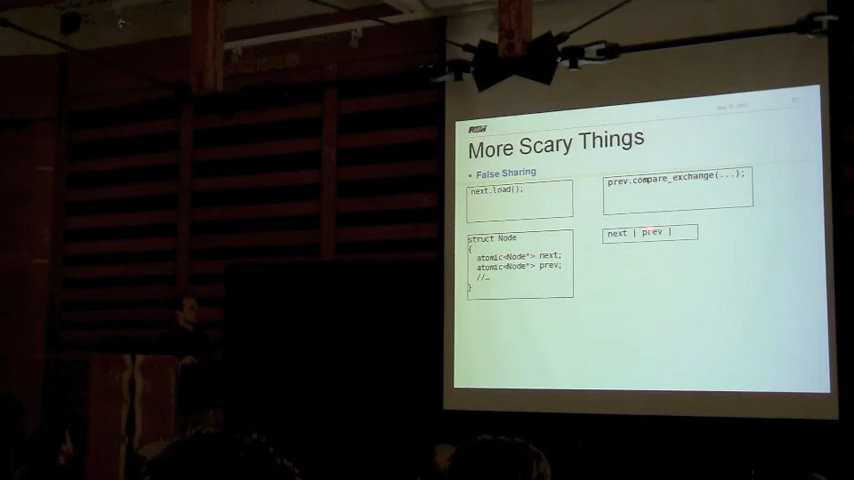 RIM
More Scary Things
• False Sharing
next.load();
prev.compare_exchange(...);
next | prev |
struct Node
{
atomic<Node*> next;
atomic<Node*> prev;
//…
}